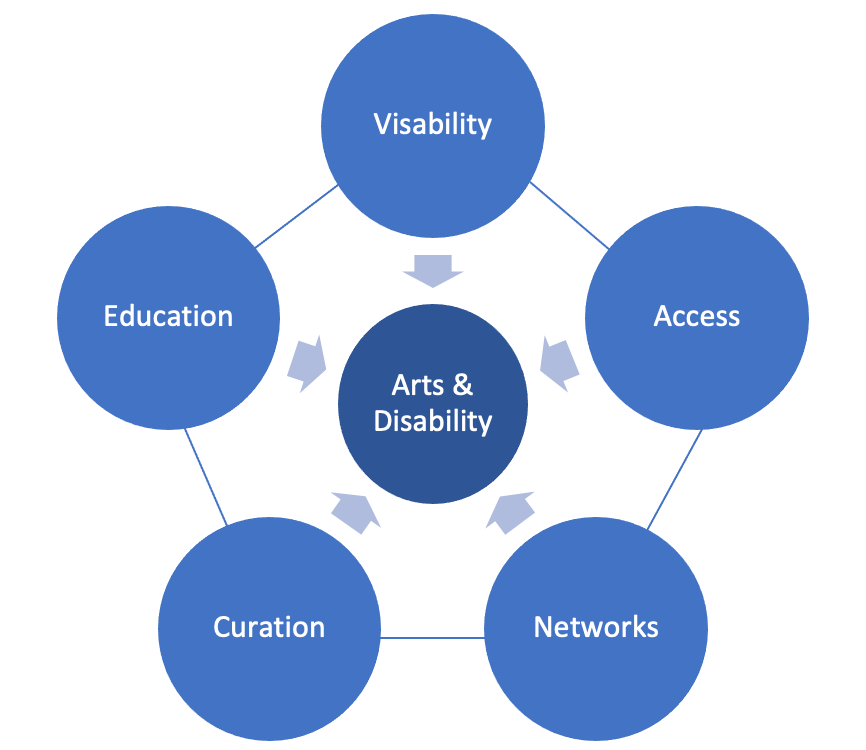 Visability
Education
Access
Arts &
Disability
Curation
Networks